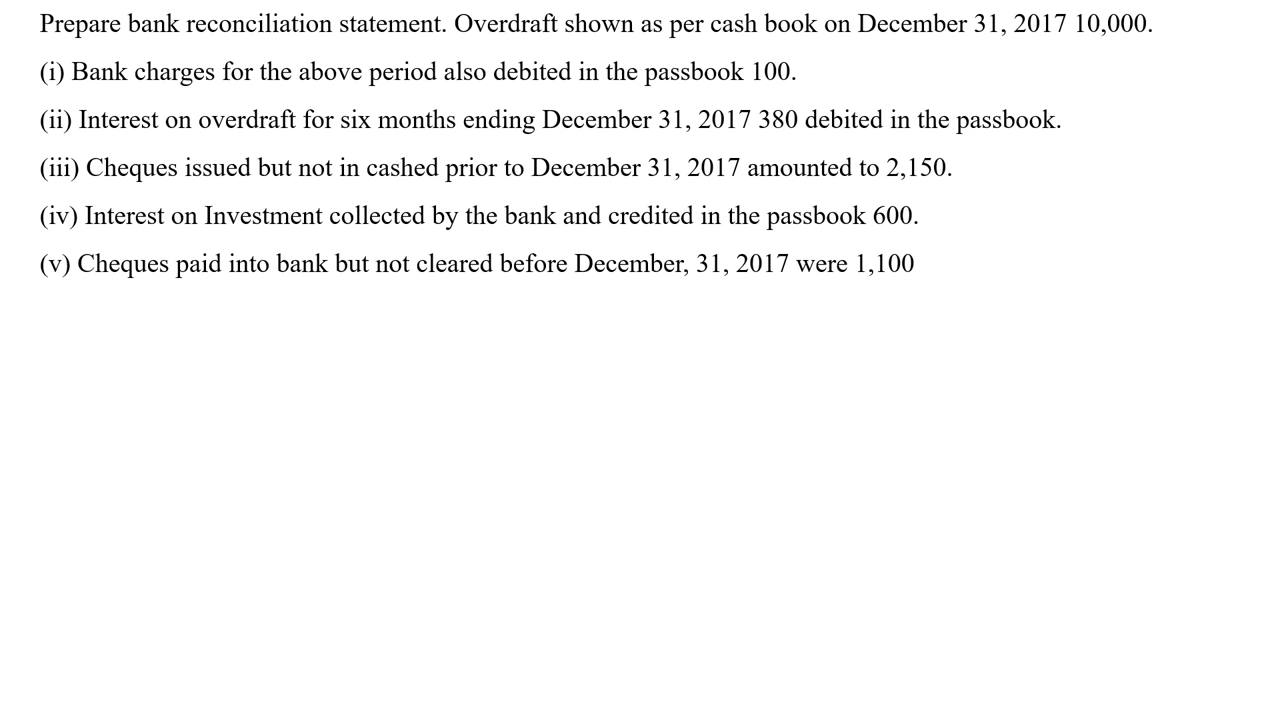 Prepare bank reconciliation statement. Overdraft shown as per cash book on December 31, 2017 10,000.
(i) Bank charges for the above period also debited in the passbook 100.
(ii) Interest on overdraft for six months ending December 31, 2017 380 debited in the passbook.
(iii) Cheques issued but not in cashed prior to December 31, 2017 amounted to 2,150.
(iv) Interest on Investment collected by the bank and credited in the passbook 600.
(v) Cheques paid into bank but not cleared before December, 31, 2017 were 1,100